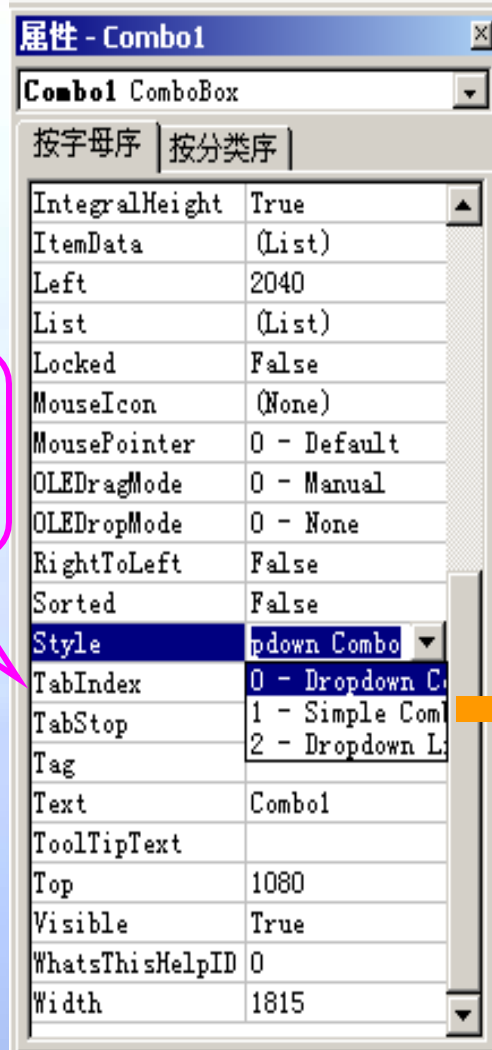 属性 - Combo1
Combo1 ComboBox
按字母序 按分类序
IntegralHeight True
ItemData (List)
Left 2040
List (List)
Locked False
MouseIcon (None)
MousePointer 0 - Default
OLEDragMode 0 - Manual
OLEDropMode 0 - None
RightToLeft False
Sorted False
Style pdown Combo
TabIndex 0 - Dropdown C
TabStop 1 - Simple Com
Tag 2 - Dropdown L
Text Combo1
ToolTipText
Top 1080
Visible True
WhatsThisHelpID 0
Width 1815